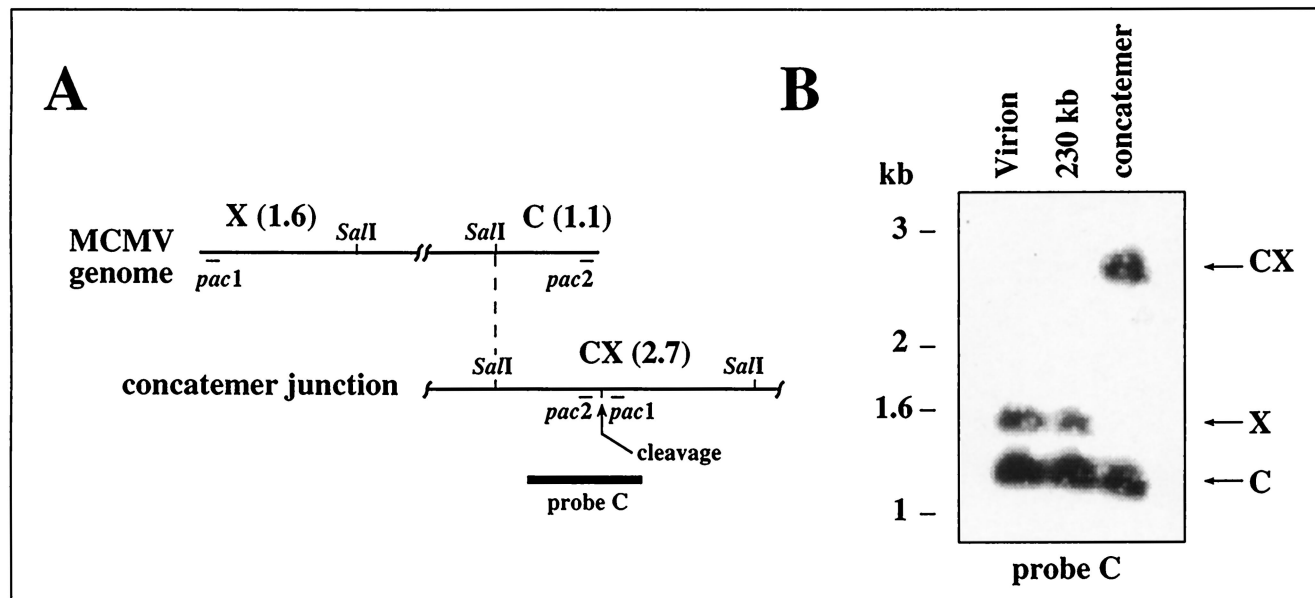 A
X (1.6)
SalI
SalI
C (1.1)
MCMV
genome
pac1
pac2
CX (2.7)
SalI
SalI
concatemer junction
pac2
pac1
cleavage
probe C
B
Virion
230 kb
concatemer
kb
3
2
1.6
1
CX
X
C
probe C